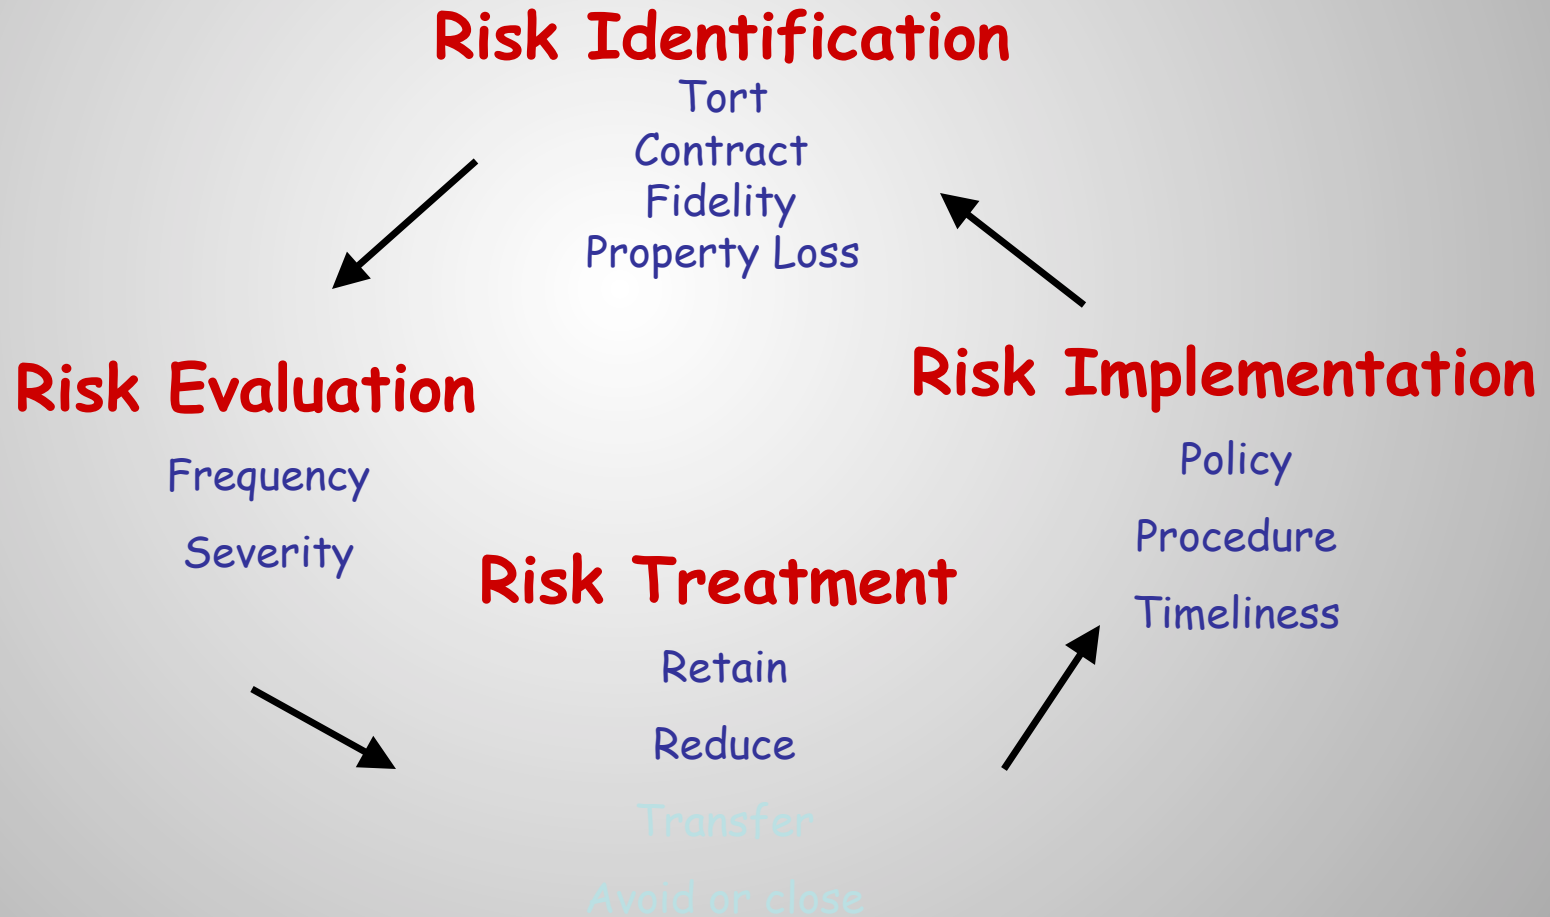 Risk Identification
Tort
Contract
Fidelity
Property Loss
Risk Evaluation
Frequency
Severity
Risk Treatment
Retain
Reduce
Transfer
Avoid or close
Risk Implementation
Policy
Procedure
Timeliness